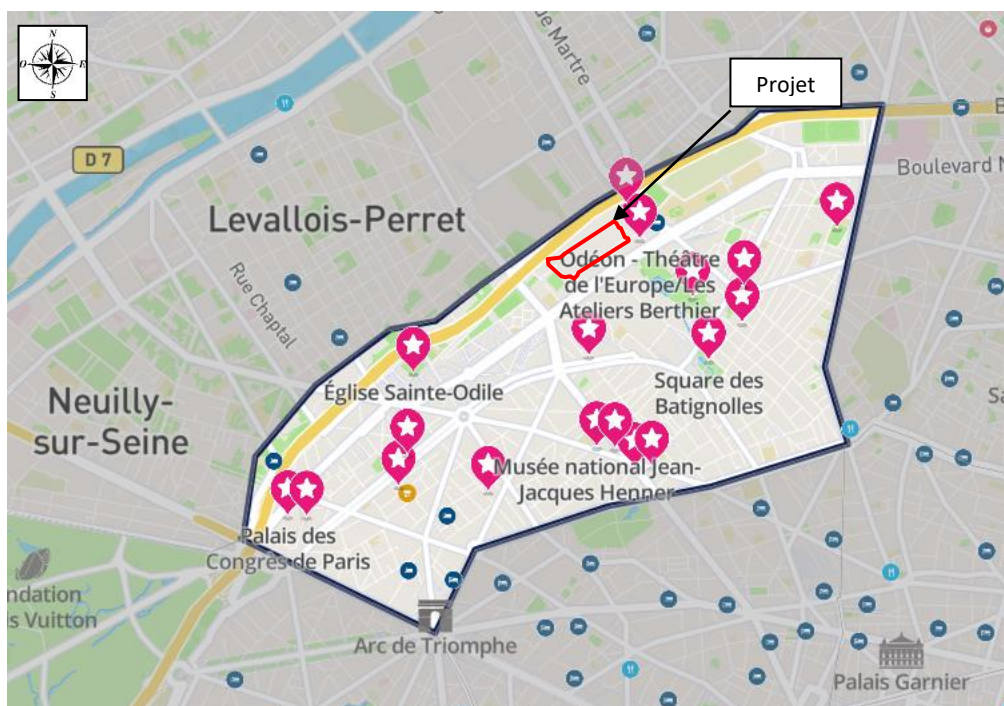 N
O
E
S
Rue Martre
Projet
D 7
Boulevard N
Levallois-Perret
Rue Chaptal
Odéon - Théâtre
de l'Europe/Les
Ateliers Berthier
Église Sainte-Odile
Square des
Batignolles
Neuilly-
sur-Seine
Musée national Jean-
Jacques Henner
Palais des
Congrès de Paris
ndation
s Vuitton
Arc de Triomphe
Palais Garnier